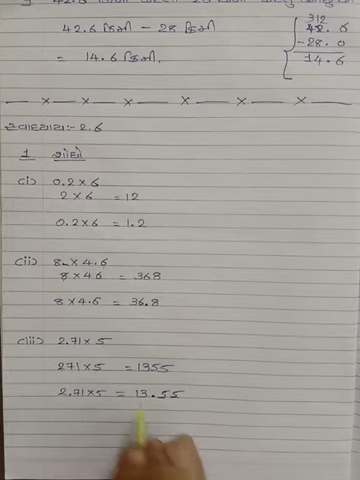 42.6 કિમી - 28 કિમી
= 14.6 કિમી.
312
42.6
-28.0
14.6
સ્વાધ્યાય:- 2.6
1 શોધો
(i) 0.2 × 6
2 × 6 = 12
0.2 × 6 = 1.2
(ii) 8 × 4.6
8 × 46 = 368
8 × 4.6 = 36.8
(iii) 2.71 × 5
271 × 5 = 1355
2.71 × 5 = 13.55